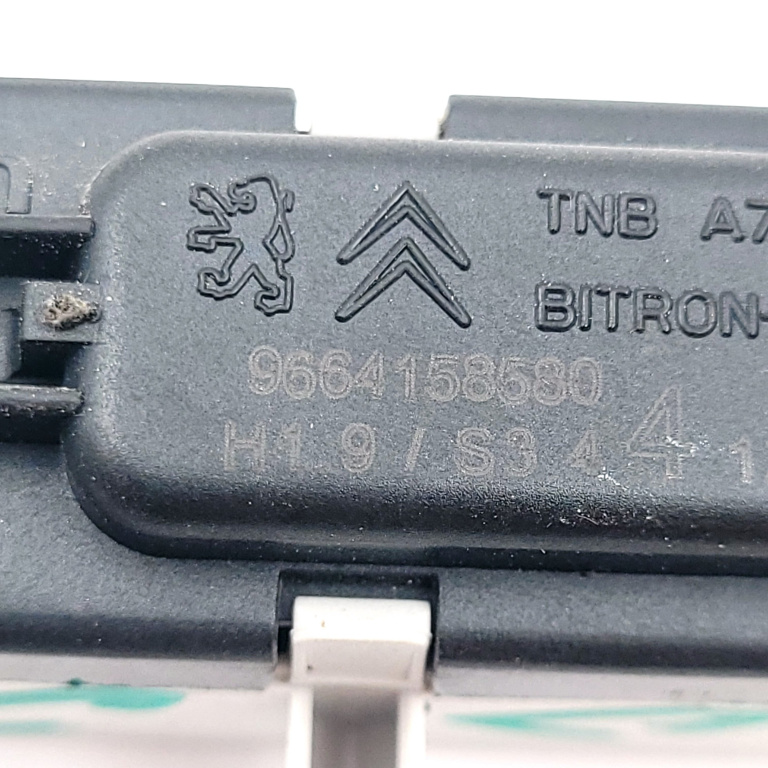 TNB A7
BITRON-
9664158580
H19/S34 4 1